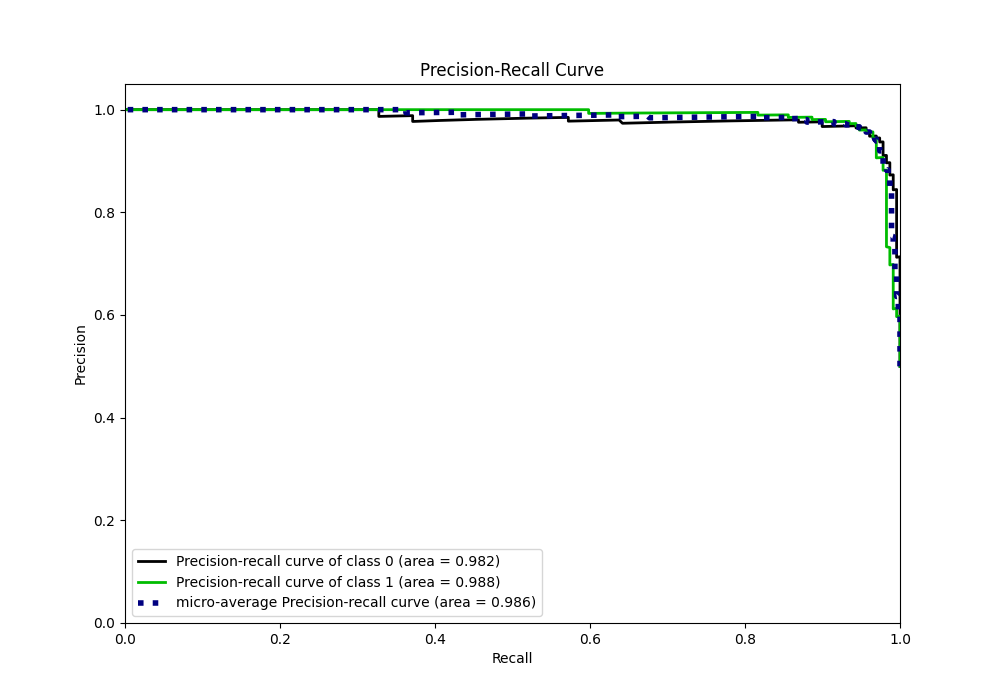 Precision-Recall Curve
1.0
0.8
0.6
0.4
0.2
0.0
Precision
Precision-recall curve of class 0 (area = 0.982)
Precision-recall curve of class 1 (area = 0.988)
micro-average Precision-recall curve (area = 0.986)
0.0 0.2 0.4 0.6 0.8 1.0
Recall